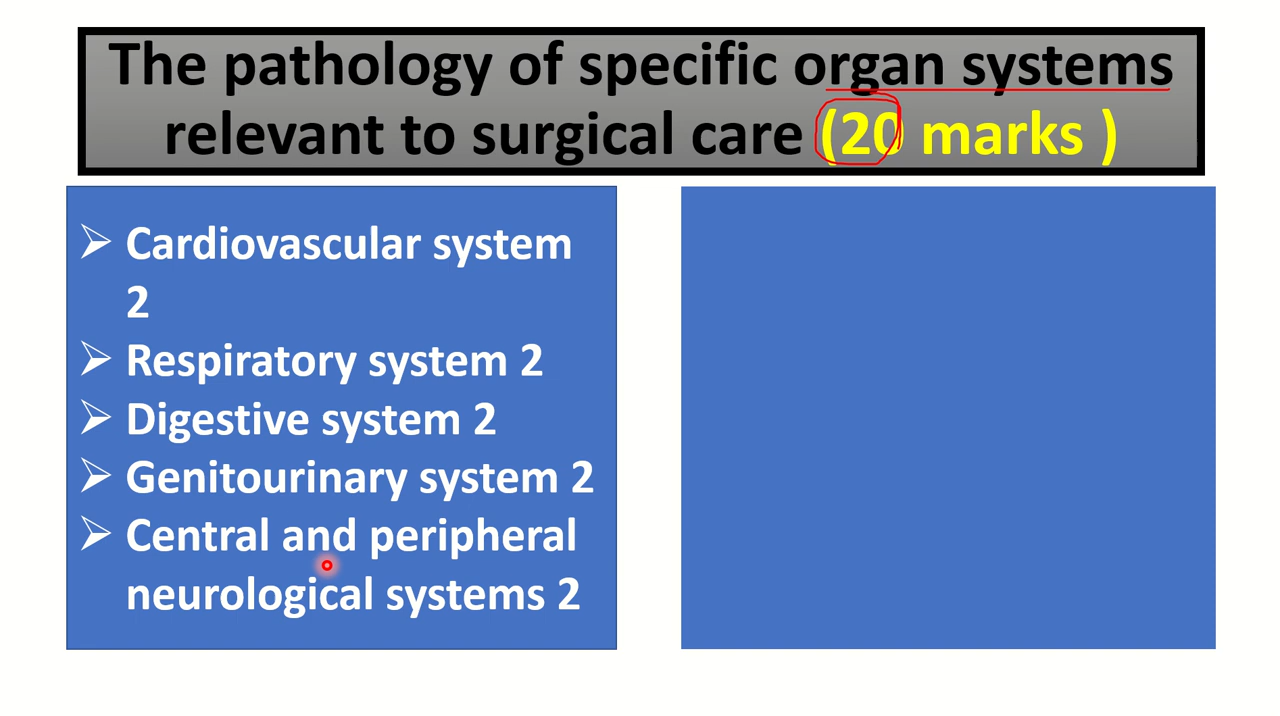 The pathology of specific organ systems
relevant to surgical care (20 marks )
➢ Cardiovascular system
2
➢ Respiratory system 2
➢ Digestive system 2
➢ Genitourinary system 2
➢ Central and peripheral
neurological systems 2